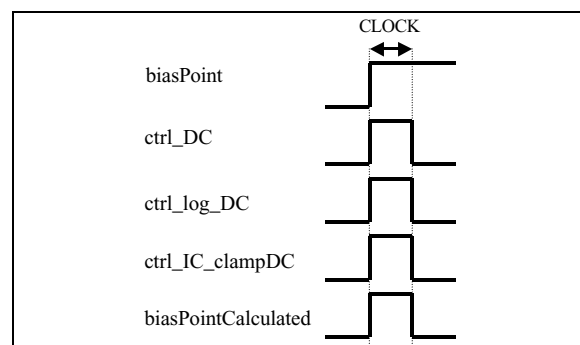 CLOCK
biasPoint
ctrl_DC
ctrl_log_DC
ctrl_IC_clampDC
biasPointCalculated